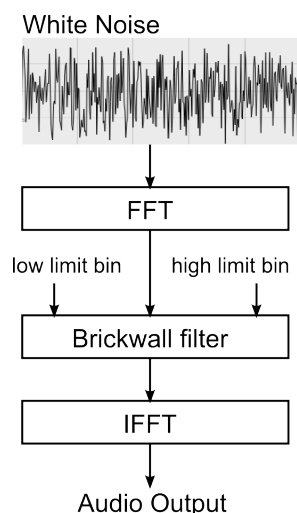 White Noise
FFT
low limit bin high limit bin
Brickwall filter
IFFT
Audio Output